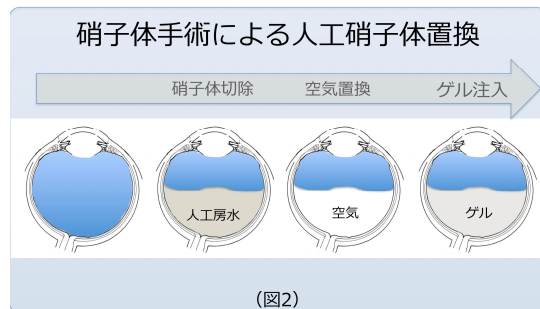 硝子体手術による人工硝子体置換
硝子体切除
空気置換
ゲル注入
人工房水
空気
ゲル
（図2）